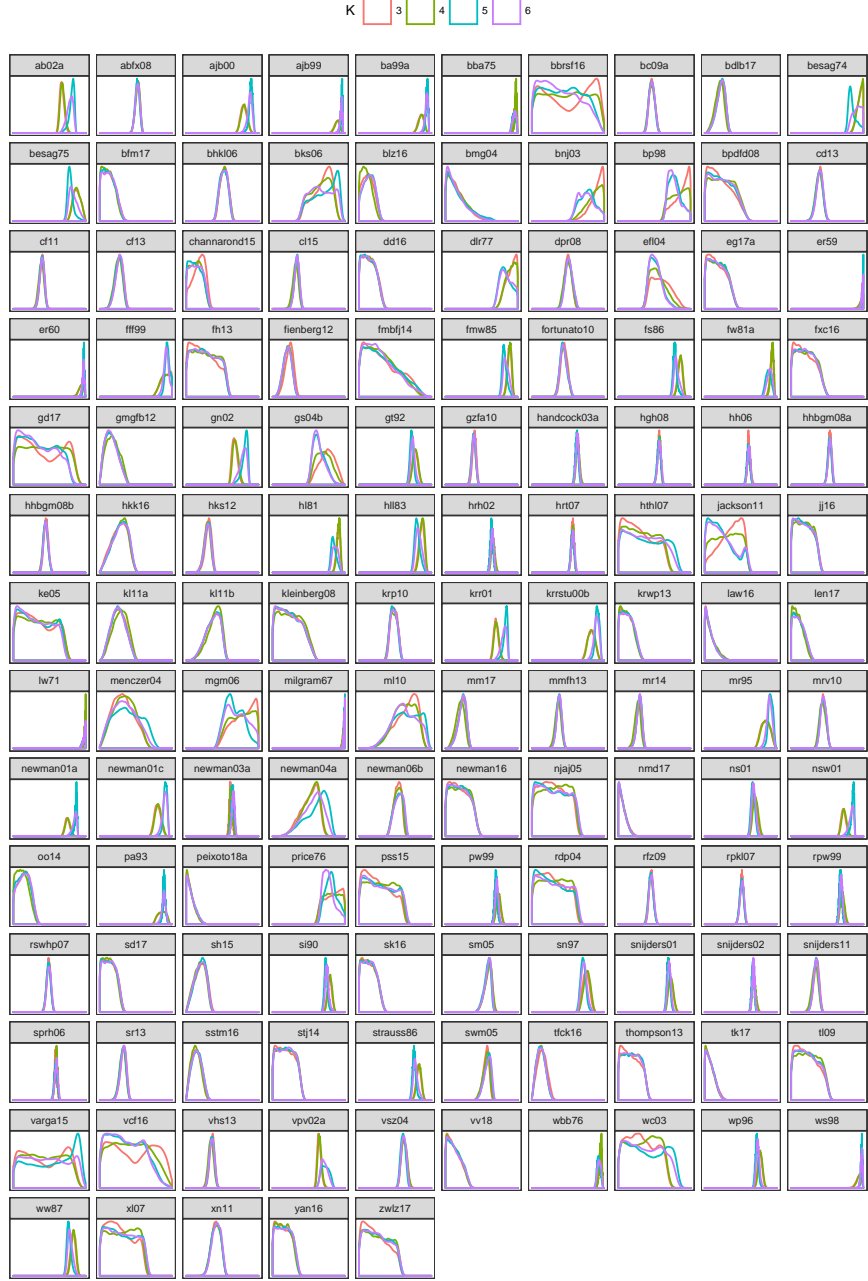 K 3 4 5 6
ab02a abfx08 ajb00 ajb99 ba99a bba75 bbrsf16 bc09a bdlb17 besag74
besag75 bfm17 bhkl06 bks06 blz16 bmg04 bnj03 bp98 bpdfd08 cd13
cf11 cf13 channarond15 cl15 dd16 dlr77 dpr08 efl04 eg17a er59
er60 fff99 fh13 fienberg12 fmbfj14 fmw85 fortunato10 fs86 fw81a fxc16
gd17 gmgfb12 gn02 gs04b gt92 gzfa10 handcock03a hgh08 hh06 hhbgm08a
hhbgm08b hkk16 hks12 hl81 hll83 hrh02 hrt07 hthl07 jackson11 jj16
ke05 kl11a kl11b kleinberg08 krp10 krr01 krrstu00b krwp13 law16 len17
lw71 menczer04 mgm06 milgram67 ml10 mm17 mmfh13 mr14 mr95 mrv10
newman01a newman01c newman03a newman04a newman06b newman16 njaj05 nmd17 ns01 nsw01
oo14 pa93 peixoto18a price76 pss15 pw99 rdp04 rfz09 rpkl07 rpw99
rswhp07 sd17 sh15 si90 sk16 sm05 sn97 snijders01 snijders02 snijders11
sprh06 sr13 sstm16 stj14 strauss86 swm05 tfck16 thompson13 tk17 tl09
varga15 vcf16 vhs13 vpv02a vsz04 vv18 wbb76 wc03 wp96 ws98
ww87 xl07 xn11 yan16 zwlz17